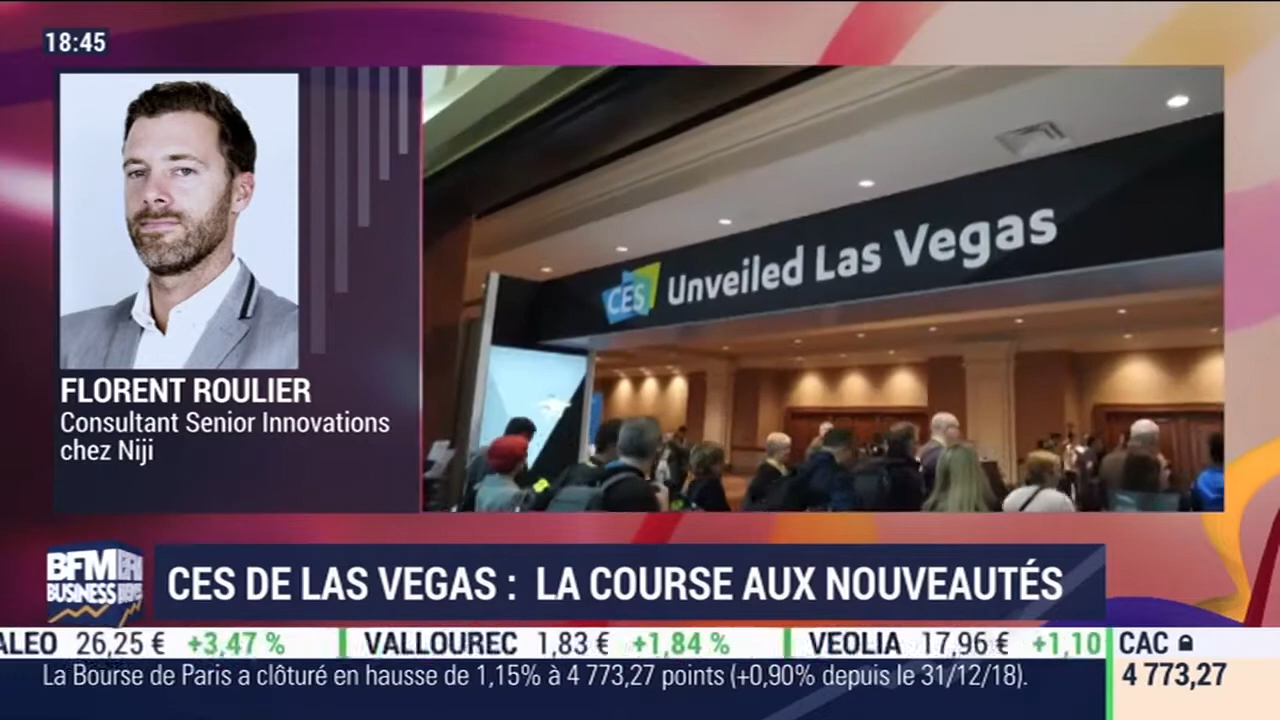 18:45
FLORENT ROULIER
Consultant Senior Innovations
chez Niji
CES Unveiled Las Vegas
BFM
BUSINESS
CES DE LAS VEGAS : LA COURSE AUX NOUVEAUTÉS
ALEO 26,25 € +3,47 % VALLOUREC 1,83 € +1,84 % VEOLIA 17,96 € +1,10 CAC
La Bourse de Paris a clôturé en hausse de 1,15% à 4 773,27 points (+0,90% depuis le 31/12/18). 4 773,27